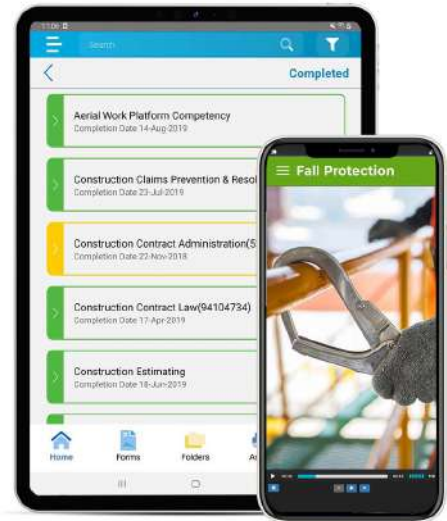 Search
Completed
Aerial Work Platform Competency
Completion Date 14-Aug-2019
Construction Claims Prevention & Resol
Completion Date 23-Jul-2019
Construction Contract Administration(5
Completion Date 22-Nov-2018
Construction Contract Law(94104734)
Completion Date 17-Apr-2019
Construction Estimating
Completion Date 18-Jun-2019
Home
Forms
Folders
Fall Protection